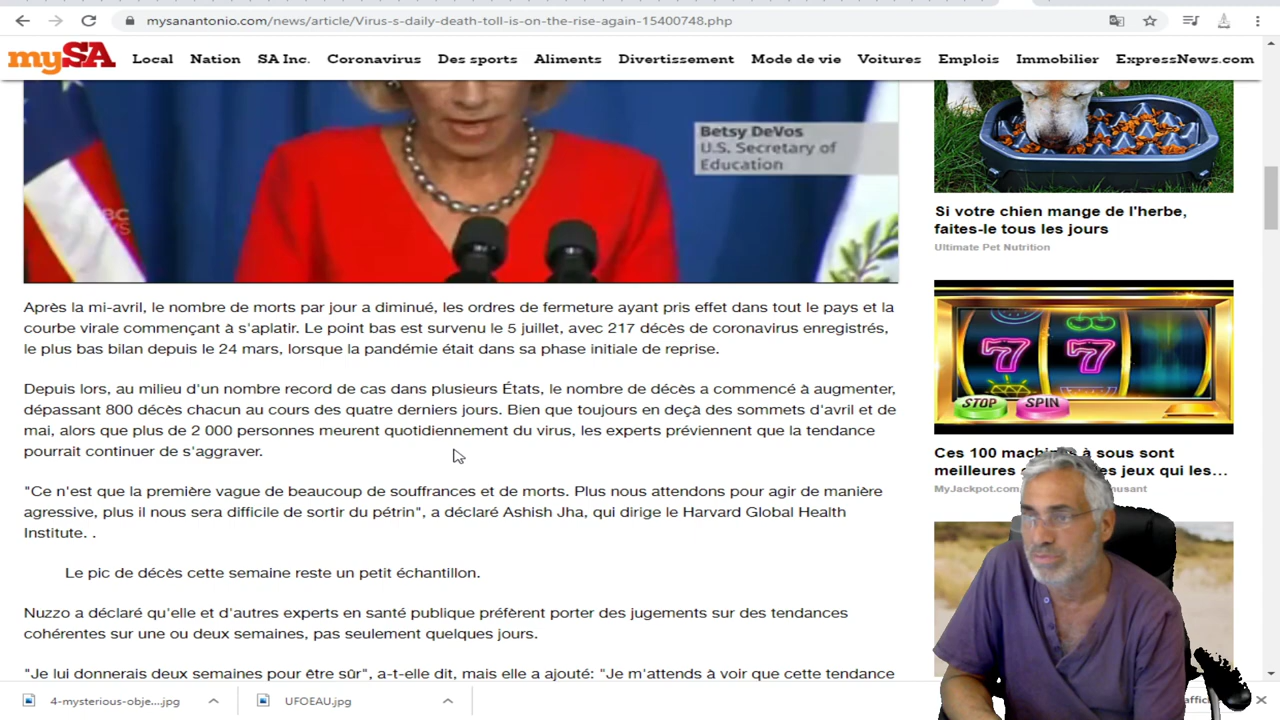 mysanantonio.com/news/article/Virus-s-daily-death-toll-is-on-the-rise-again-15400748.php
mySA Local Nation SA Inc. Coronavirus Des sports Aliments Divertissement Mode de vie Voitures Emplois Immobilier ExpressNews.com
Betsy DeVos
U.S. Secretary of
Education
Après la mi-avril, le nombre de morts par jour a diminué, les ordres de fermeture ayant pris effet dans tout le pays et la
courbe virale commençant à s'aplatir. Le point bas est survenu le 5 juillet, avec 217 décès de coronavirus enregistrés,
le plus bas bilan depuis le 24 mars, lorsque la pandémie était dans sa phase initiale de reprise.
Depuis lors, au milieu d'un nombre record de cas dans plusieurs États, le nombre de décès a commencé à augmenter,
dépassant 800 décès chacun au cours des quatre derniers jours. Bien que toujours en deçà des sommets d'avril et de
mai, alors que plus de 2 000 personnes meurent quotidiennement du virus, les experts préviennent que la tendance
pourrait continuer de s'aggraver.
"Ce n'est que la première vague de beaucoup de souffrances et de morts. Plus nous attendons pour agir de manière
agressive, plus il nous sera difficile de sortir du pétrin", a déclaré Ashish Jha, qui dirige le Harvard Global Health
Institute. .
Le pic de décès cette semaine reste un petit échantillon.
Nuzzo a déclaré qu'elle et d'autres experts en santé publique préfèrent porter des jugements sur des tendances
cohérentes sur une ou deux semaines, pas seulement quelques jours.
"Je lui donnerais deux semaines pour être sûr", a-t-elle dit, mais elle a ajouté: "Je m'attends à voir que cette tendance
Si votre chien mange de l'herbe,
faites-le tous les jours
Ultimate Pet Nutrition
7 7
STOP SPIN
Ces 100 à sous sont
meilleures jeux qui les...
MyJackpot.com
4-mysterious-obje....jpg UFOEAU.jpg